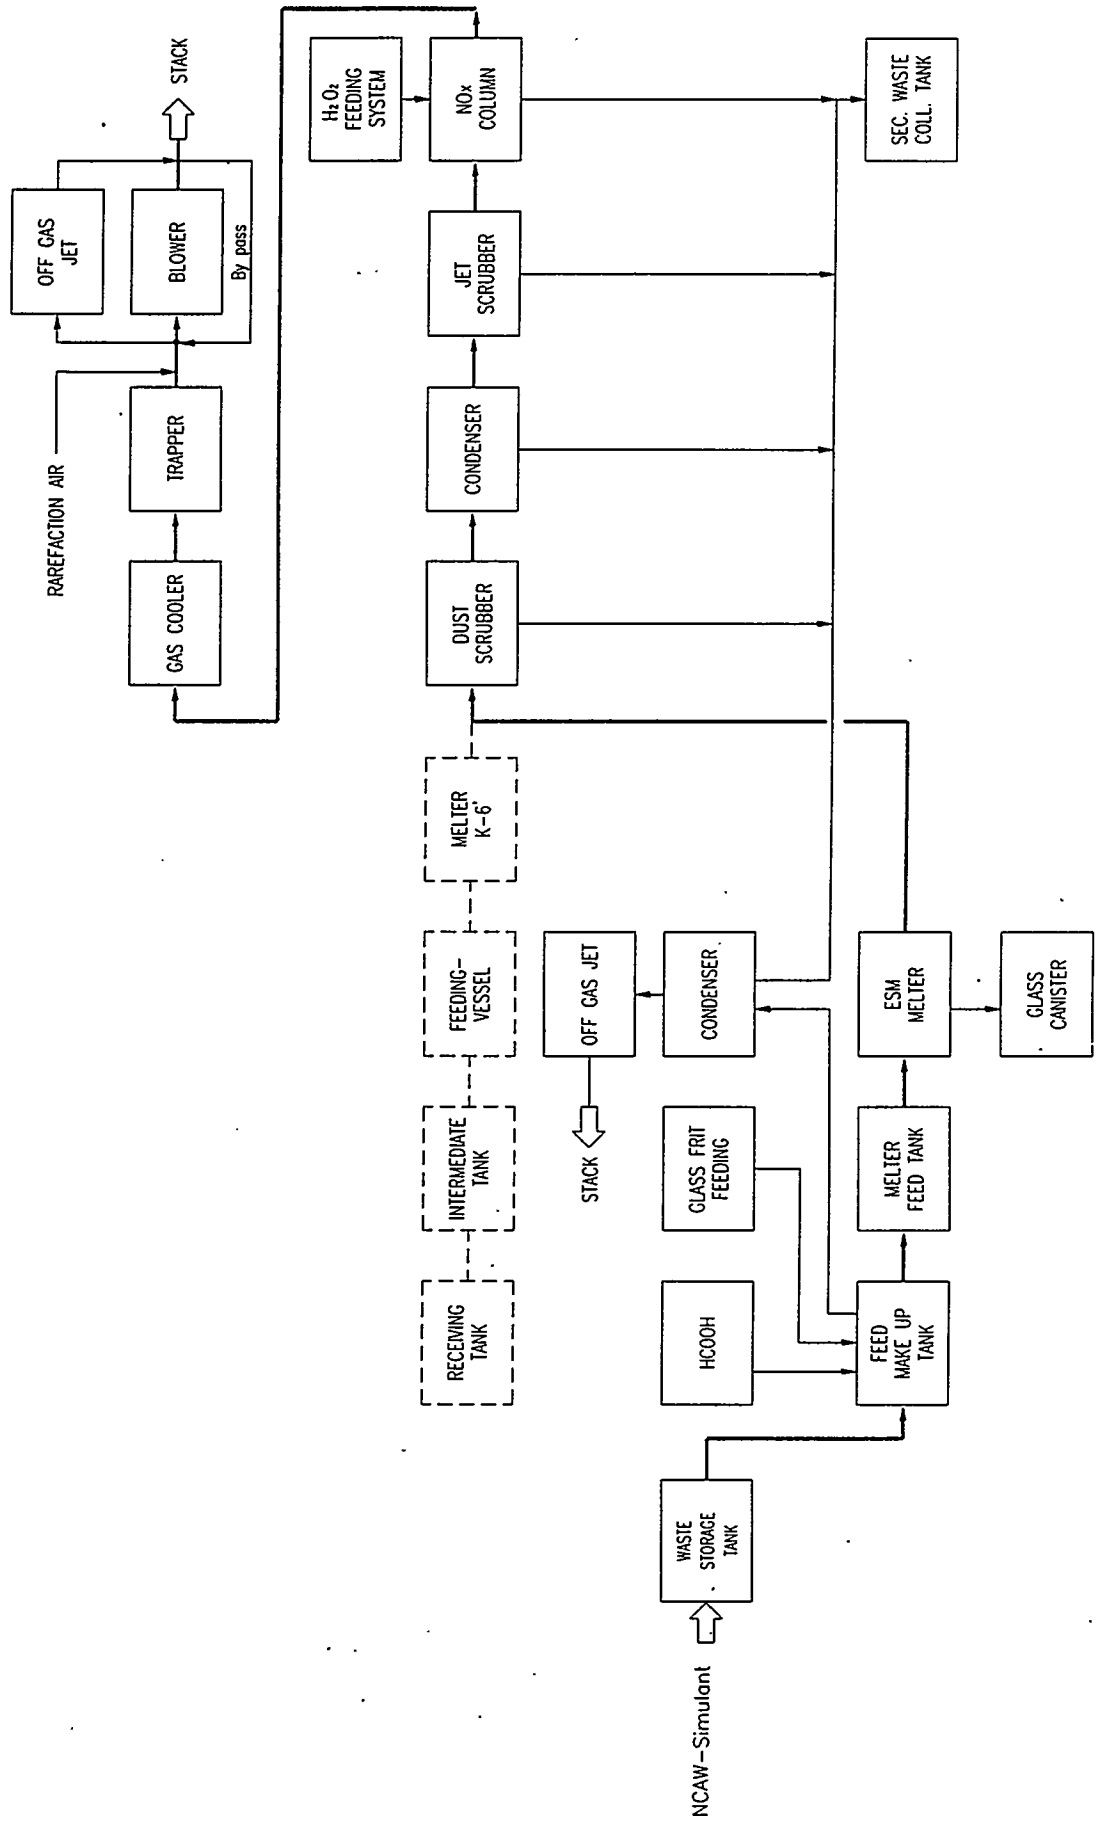 OFF GAS
JET
STACK
BLOWER
By pass
RAREFACTION AIR
TRAPPER
GAS COOLER
H2O2
FEEDING
SYSTEM
NOx
COLUMN
JET
SCRUBBER
CONDENSER
DUST
SCRUBBER
SEC. WASTE
COLL. TANK
MELTER
K-6'
FEEDING-
VESSEL
INTERMEDIATE
TANK
RECEIVING
TANK
OFF GAS JET
STACK
CONDENSER
GLASS FRIT
FEEDING
HCOOH
WASTE
STORAGE
TANK
NCAW-Simulant
FEED
MAKE UP
TANK
MELTER
FEED TANK
ESM
MELTER
GLASS
CANISTER